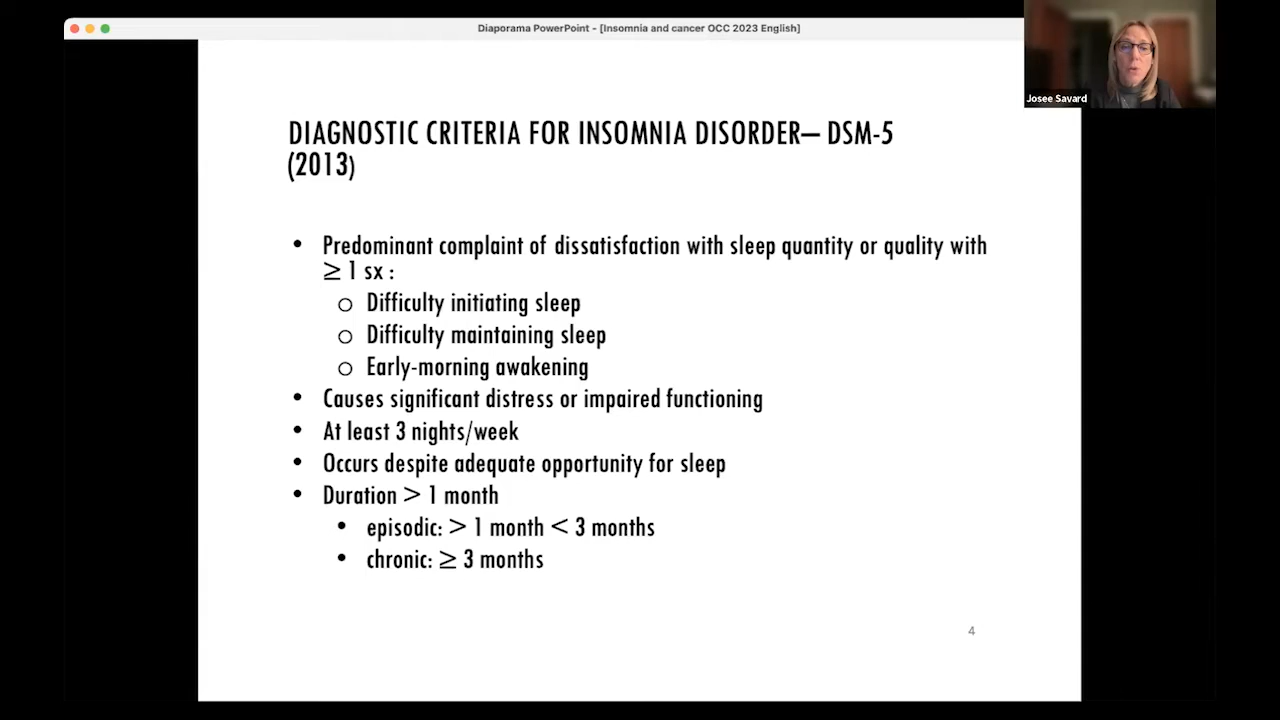 Diaporama PowerPoint - [Insomnia and cancer OCC 2023 English]
Josee Savard
DIAGNOSTIC CRITERIA FOR INSOMNIA DISORDER— DSM-5
(2013)
• Predominant complaint of dissatisfaction with sleep quantity or quality with
≥ 1 sx :
o Difficulty initiating sleep
o Difficulty maintaining sleep
o Early-morning awakening
• Causes significant distress or impaired functioning
• At least 3 nights/week
• Occurs despite adequate opportunity for sleep
• Duration > 1 month
• episodic: > 1 month < 3 months
• chronic: ≥ 3 months
4